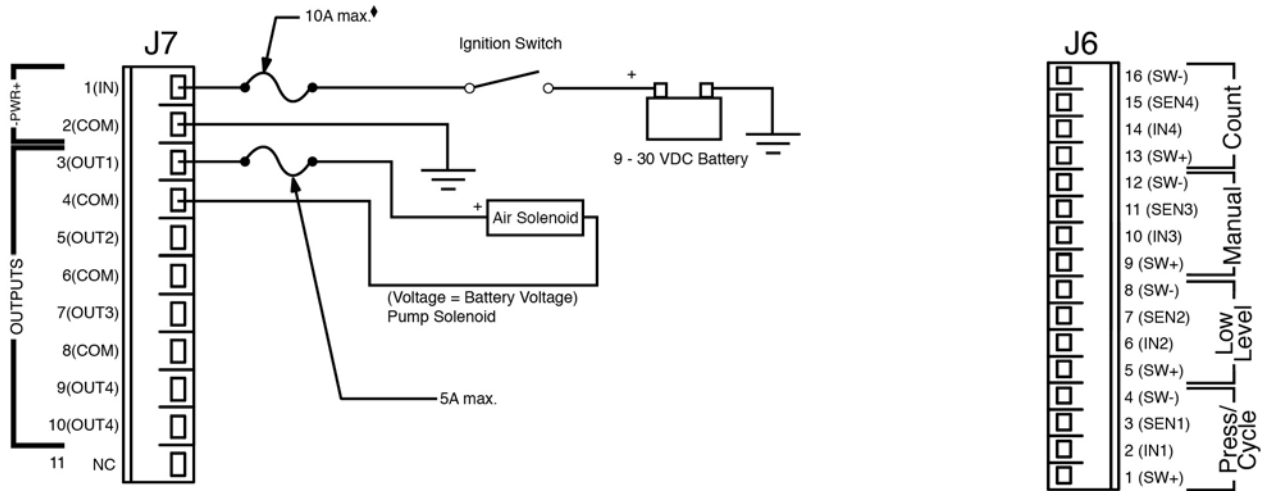 10A max.♦
J7
Ignition Switch
-PWR+
1(IN)
+
2(COM)
9 - 30 VDC Battery
OUTPUTS
3(OUT1)
4(COM)
+
Air Solenoid
5(OUT2)
6(COM)
(Voltage = Battery Voltage)
Pump Solenoid
7(OUT3)
8(COM)
9(OUT4)
5A max.
10(OUT4)
11 NC
J6
16 (SW-)
15 (SEN4)
14 (IN4)
13 (SW+)
Count
12 (SW-)
11 (SEN3)
10 (IN3)
9 (SW+)
Manual
8 (SW-)
7 (SEN2)
6 (IN2)
5 (SW+)
Low
Level
4 (SW-)
3 (SEN1)
2 (IN1)
1 (SW+)
Press/
Cycle